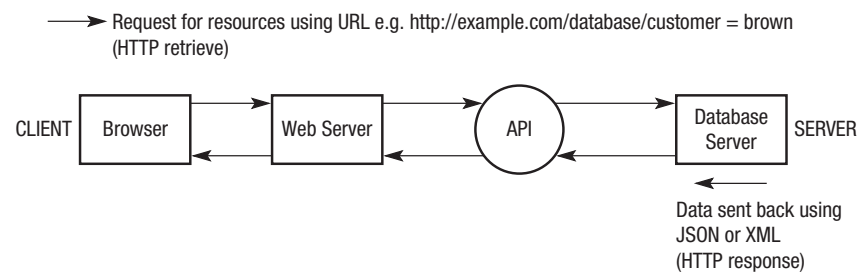 Request for resources using URL e.g. http://example.com/database/customer = brown
(HTTP retrieve)
CLIENT
Browser
Web Server
API
Database
Server
SERVER
Data sent back using
JSON or XML
(HTTP response)